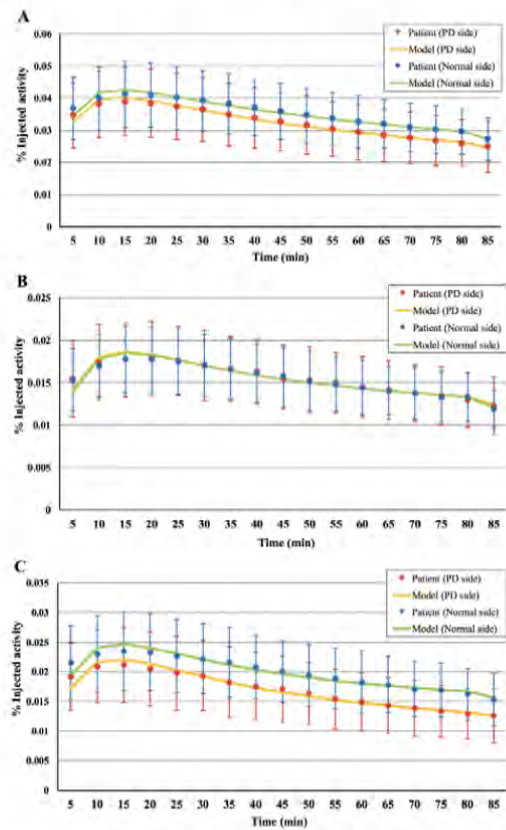 A
0.06
0.05
0.04
0.03
0.02
0.01
0
% Injected activity
Patient (PD side)
Model (PD side)
Patient (Normal side)
Model (Normal side)
5 10 15 20 25 30 35 40 45 50 55 60 65 70 75 80 85
Time (min)
B
0.025
0.02
0.015
0.01
0.005
0
% Injected activity
Patient (PD side)
Model (PD side)
Patient (Normal side)
Model (Normal side)
5 10 15 20 25 30 35 40 45 50 55 60 65 70 75 80 85
Time (min)
C
0.035
0.03
0.025
0.02
0.015
0.01
0.005
0
% Injected activity
Patient (PD side)
Model (PD side)
Patient (Normal side)
Model (Normal side)
5 10 15 20 25 30 35 40 45 50 55 60 65 70 75 80 85
Time (min)